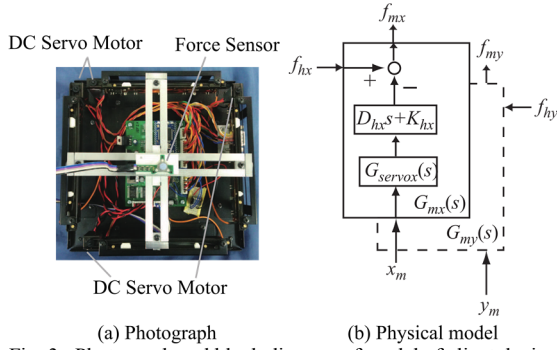 DC Servo Motor
Force Sensor
DC Servo Motor
(a) Photograph
f_mx
f_hx
+
−
f_my
f_hy
D_hx s+K_hx
G_servox(s)
G_mx(s)
G_my(s)
x_m
y_m
(b) Physical model